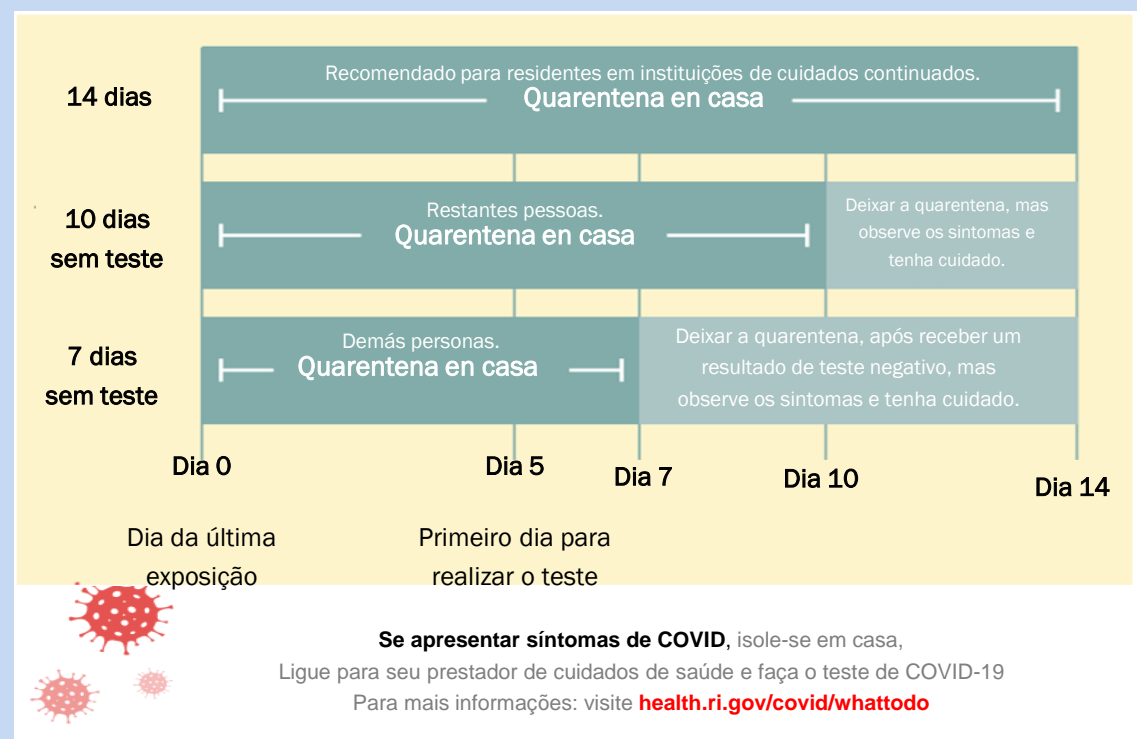 14 dias
Recomendado para residentes em instituições de cuidados continuados.
Quarentena en casa
10 dias
sem teste
Restantes pessoas.
Quarentena en casa
Deixar a quarentena, mas
observe os sintomas e
tenha cuidado.
7 dias
sem teste
Demás personas.
Quarentena en casa
Deixar a quarentena, após receber um
resultado de teste negativo, mas
observe os sintomas e tenha cuidado.
Dia 0
Dia 5
Dia 7
Dia 10
Dia 14
Dia da última
exposição
Primeiro dia para
realizar o teste
Se apresentar síntomas de COVID, isole-se em casa,
Ligue para seu prestador de cuidados de saúde e faça o teste de COVID-19
Para mais informações: visite health.ri.gov/covid/whattodo